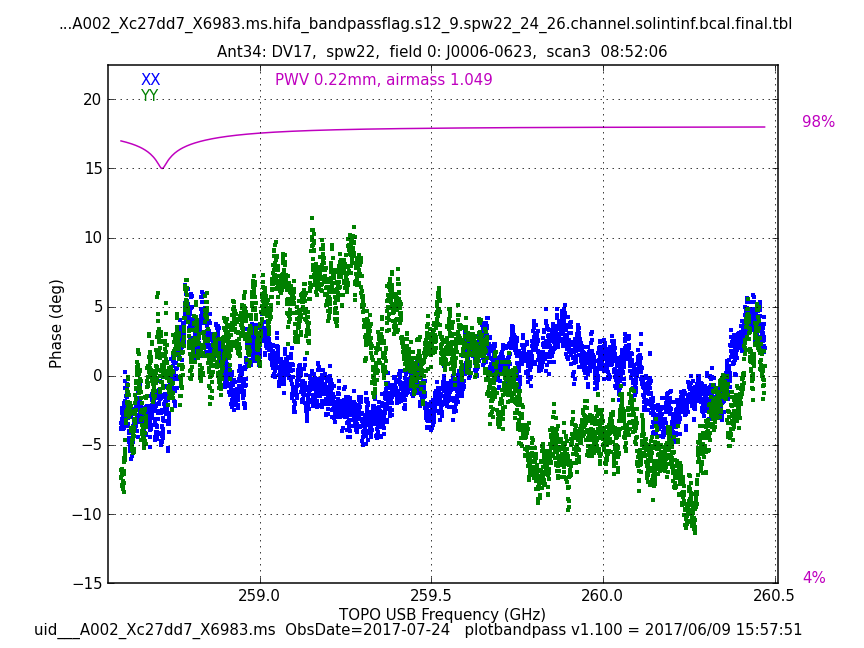 ...A002_Xc27dd7_X6983.ms.hifa_bandpassflag.s12_9.spw22_24_26.channel.solintinf.bcal.final.tbl
Ant34: DV17,  spw22,  field 0: J0006-0623,  scan3  08:52:06
XX
PWV 0.22mm, airmass 1.049
YY
20
98%
15
10
5
0
−5
−10
−15
4%
Phase (deg)
259.0 259.5 260.0 260.5
TOPO USB Frequency (GHz)
uid___A002_Xc27dd7_X6983.ms  ObsDate=2017-07-24   plotbandpass v1.100 = 2017/06/09 15:57:51